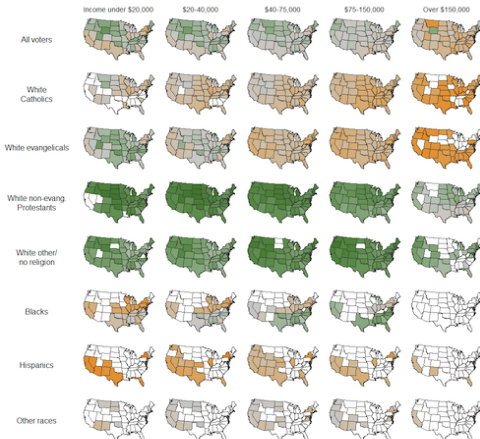 Income under $20,000
$20-40,000
$40-75,000
$75-150,000
Over $150,000
All voters
White
Catholics
White evangelicals
White non-evang.
Protestants
White other/
no religion
Blacks
Hispanics
Other races